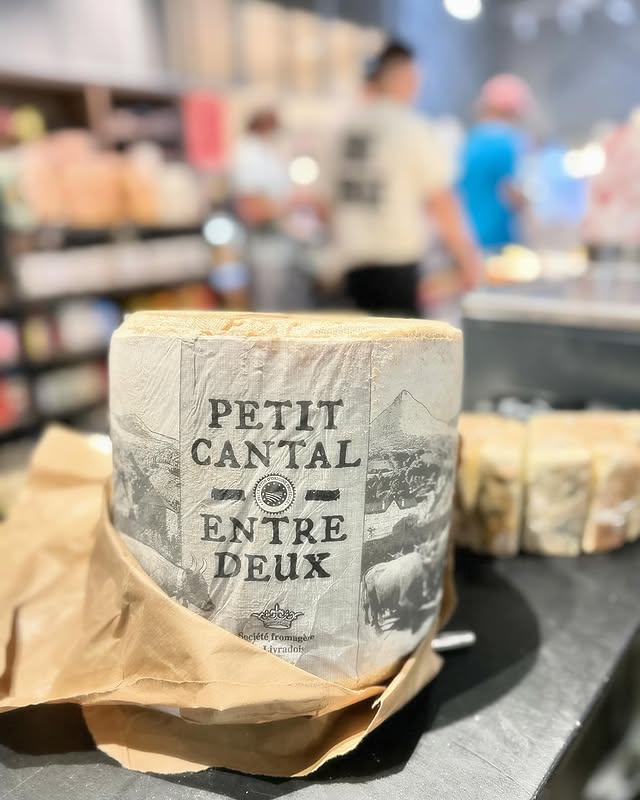 PETIT
CANTAL
ENTRE
DEUX
Société fromagère
Livradois